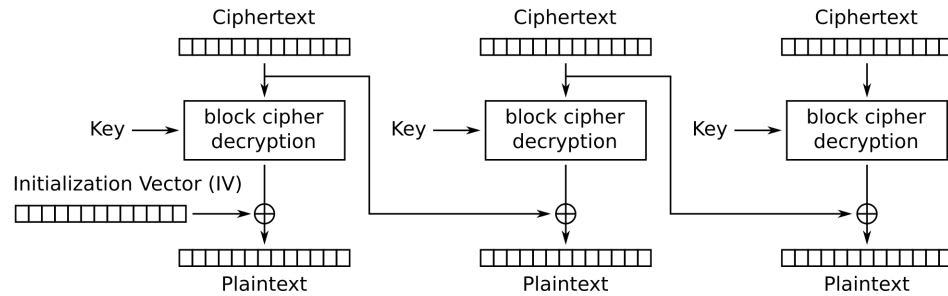 Ciphertext
Ciphertext
Ciphertext
Key
block cipher
decryption
Key
block cipher
decryption
Key
block cipher
decryption
Initialization Vector (IV)
Plaintext
Plaintext
Plaintext